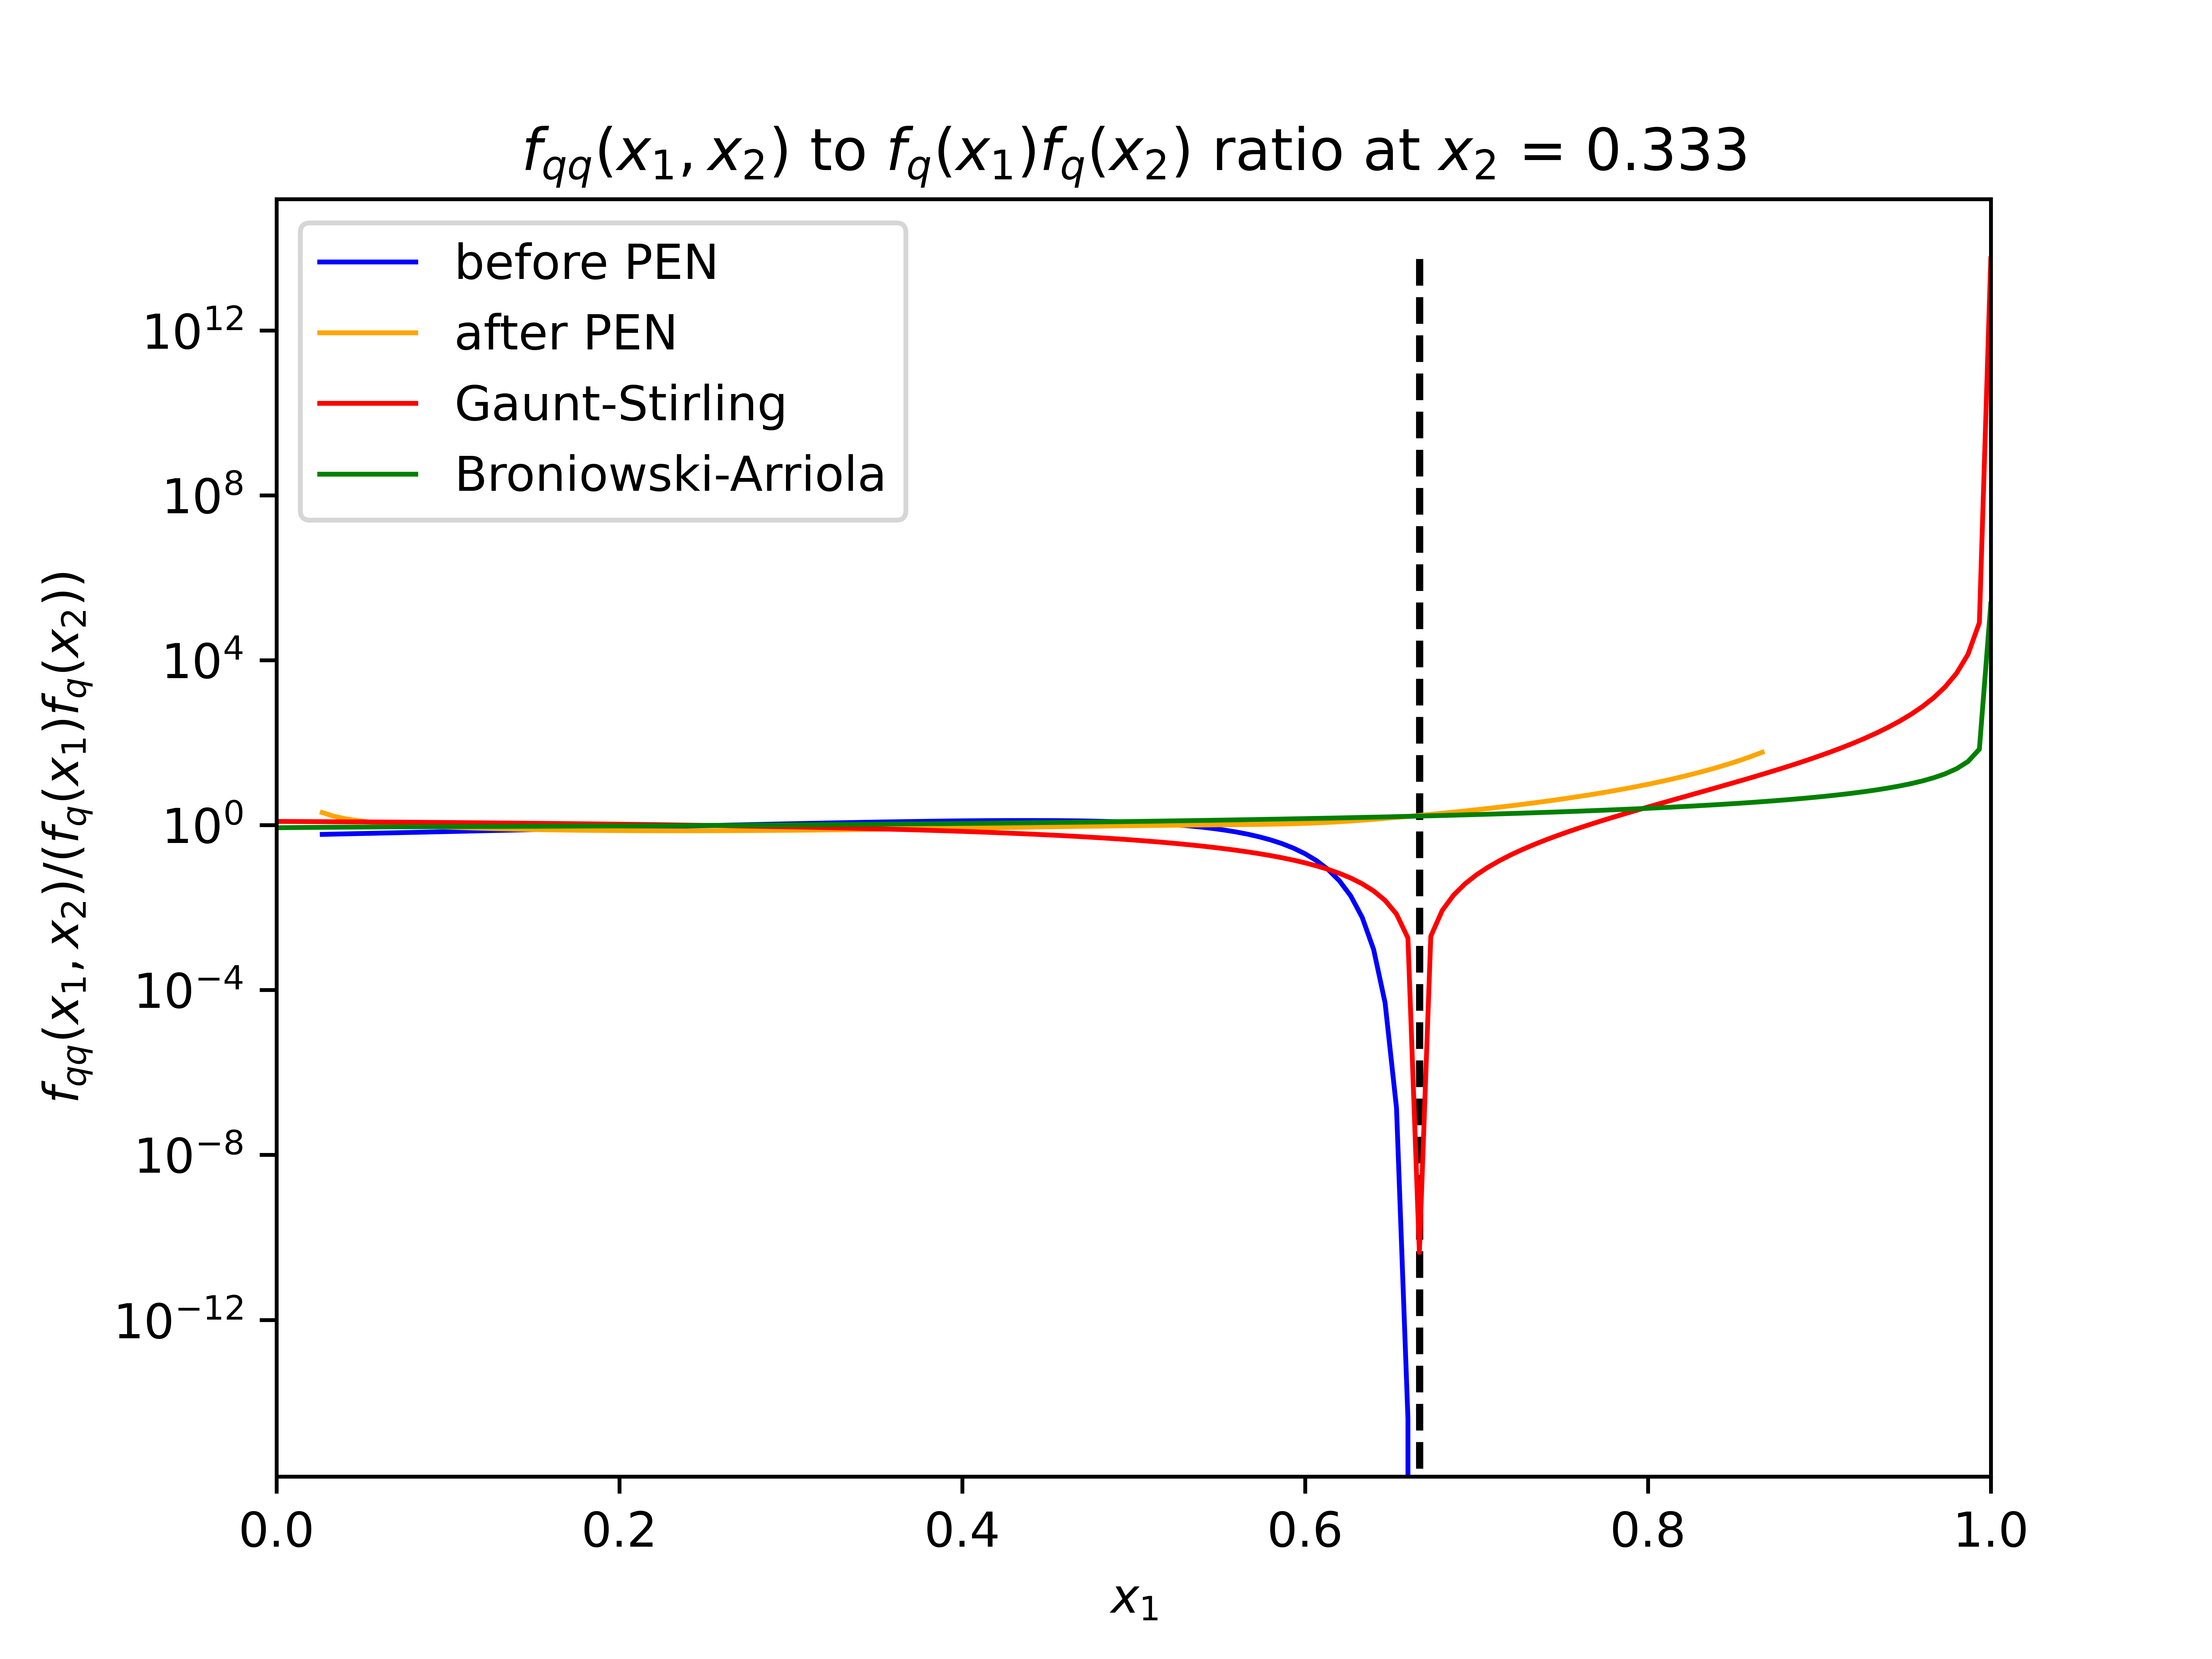 f_qq(x_1, x_2) to f_q(x_1)f_q(x_2) ratio at x_2 = 0.333
before PEN
after PEN
Gaunt-Stirling
Broniowski-Arriola
f_qq(x_1, x_2)/(f_q(x_1)f_q(x_2))
10^12
10^8
10^4
10^0
10^−4
10^−8
10^−12
0.0 0.2 0.4 0.6 0.8 1.0
x_1